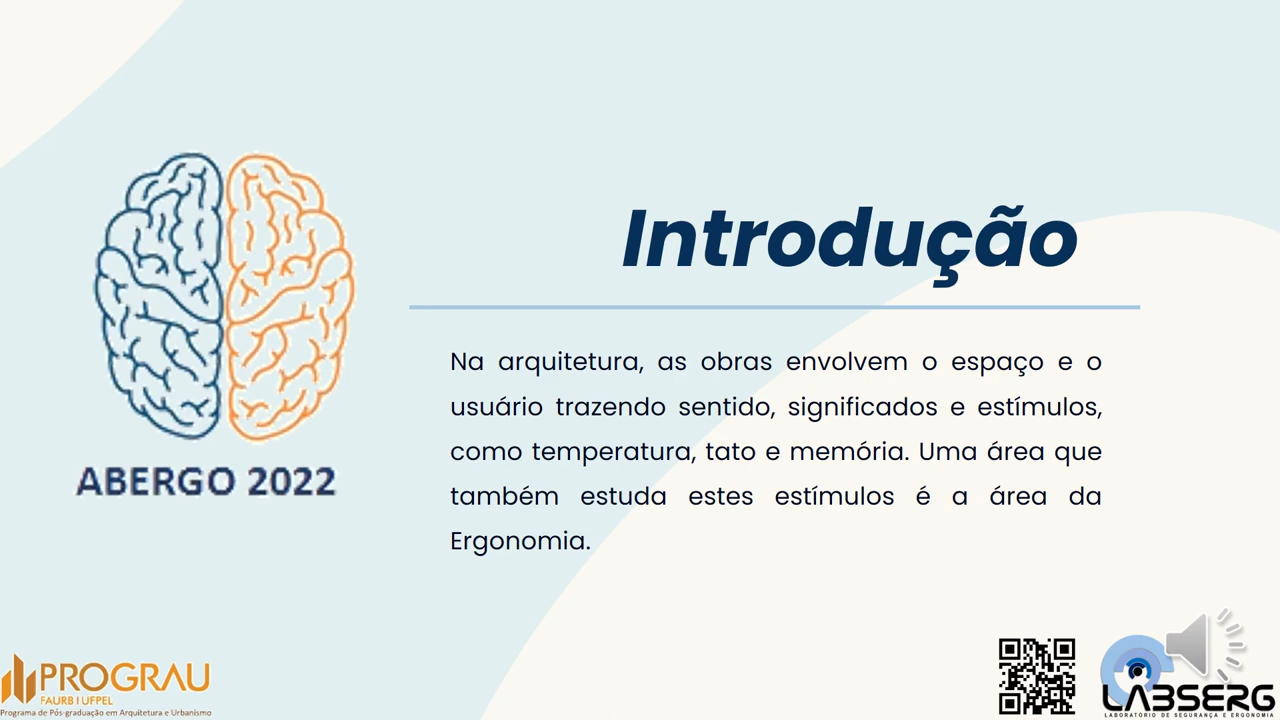 Introdução
Na arquitetura, as obras envolvem o espaço e o
usuário trazendo sentido, significados e estímulos,
como temperatura, tato e memória. Uma área que
também estuda estes estímulos é a área da
Ergonomia.
ABERGO 2022
PROGRAU
FAURB | UFPEL
Programa de Pós-graduação em Arquitetura e Urbanismo
LABSERG
LABORATÓRIO DE SEGURANÇA E ERGONOMIA